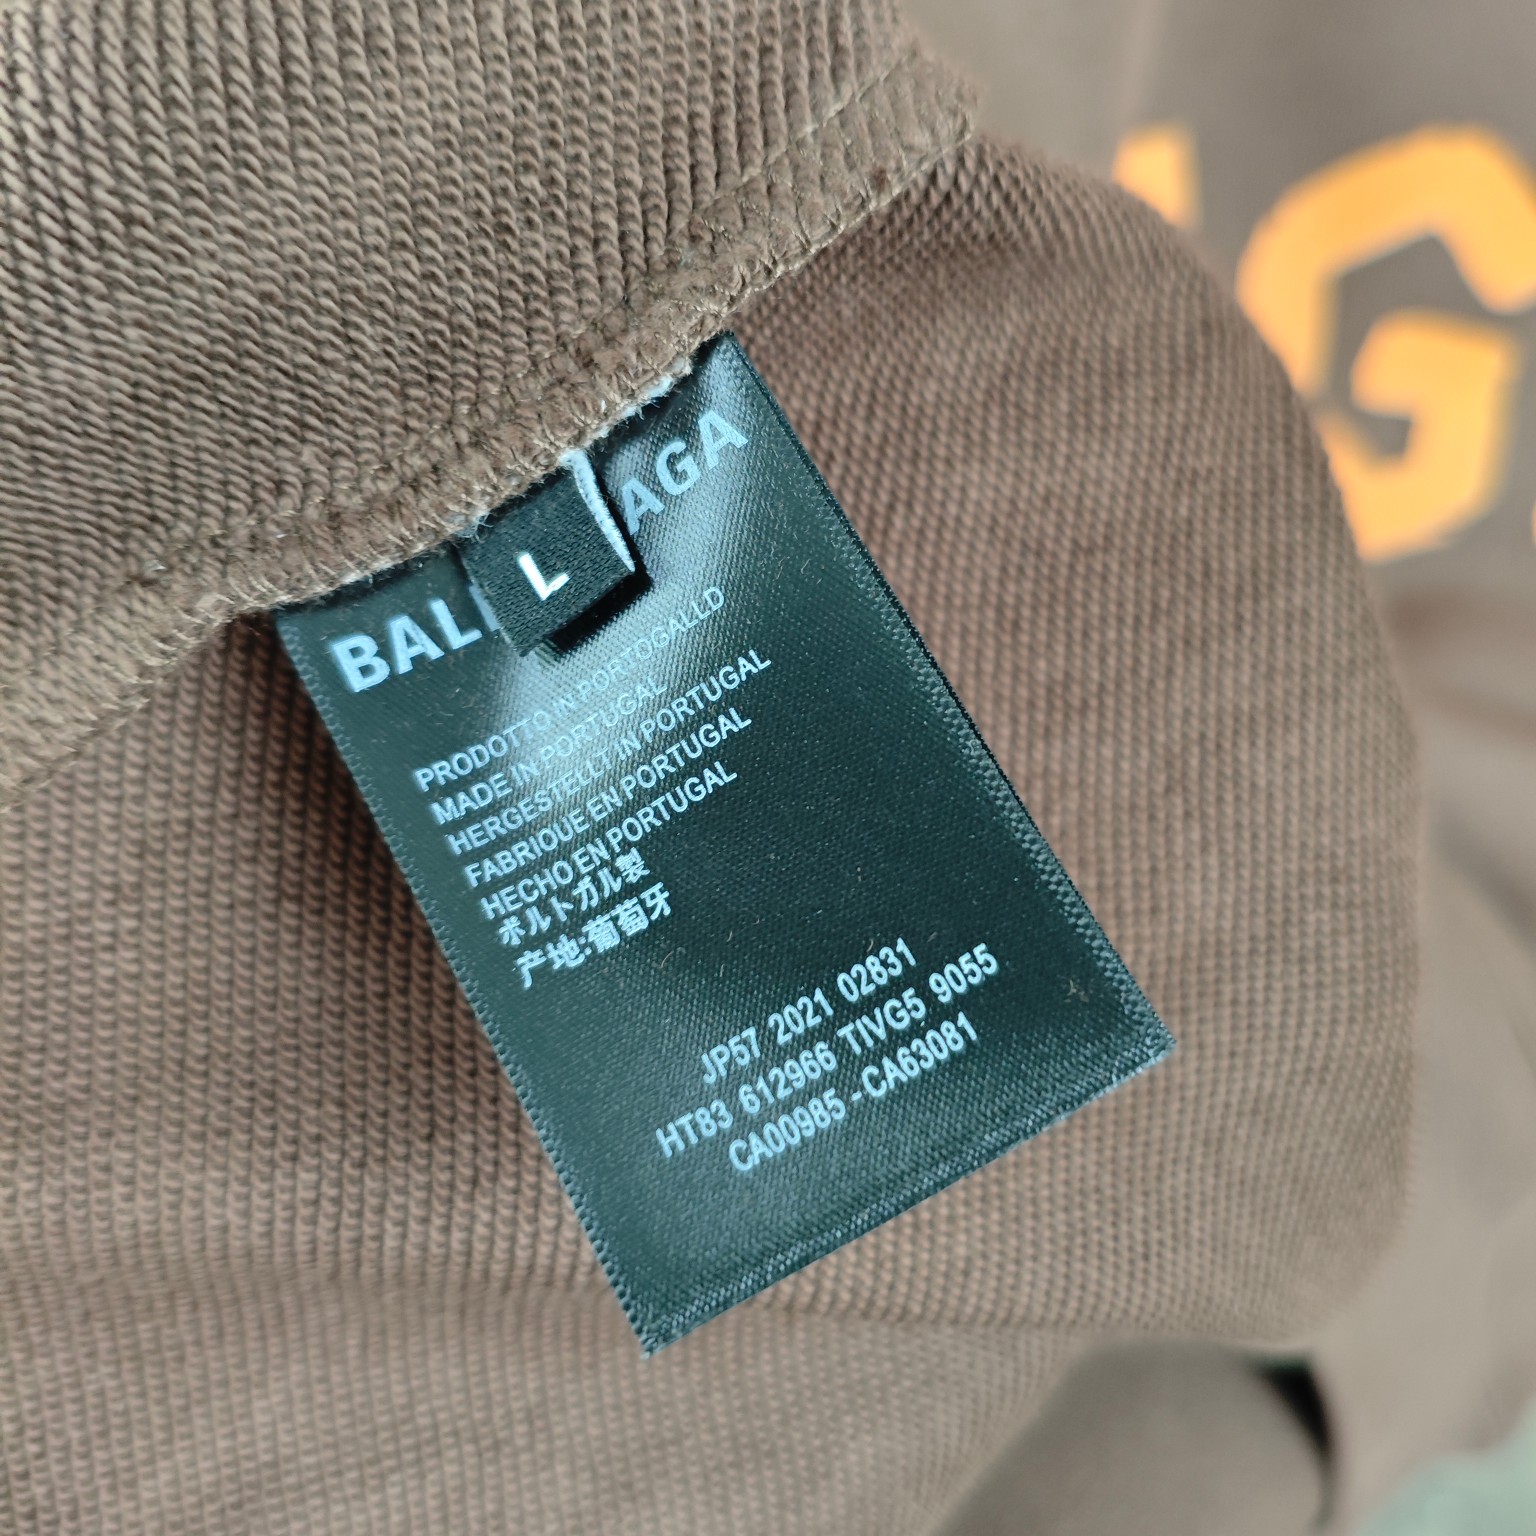 BAL AGA
L
PRODOTTO IN PORTOGALLD
MADE IN PORTUGAL
HERGESTELLT IN PORTUGAL
FABRIQUE EN PORTUGAL
HECHO EN PORTUGAL
ポルトガル製
产地:葡萄牙
JP57 2021 02831
HT83 612966 TIVG5 9055
CA00985 -CA63081
G